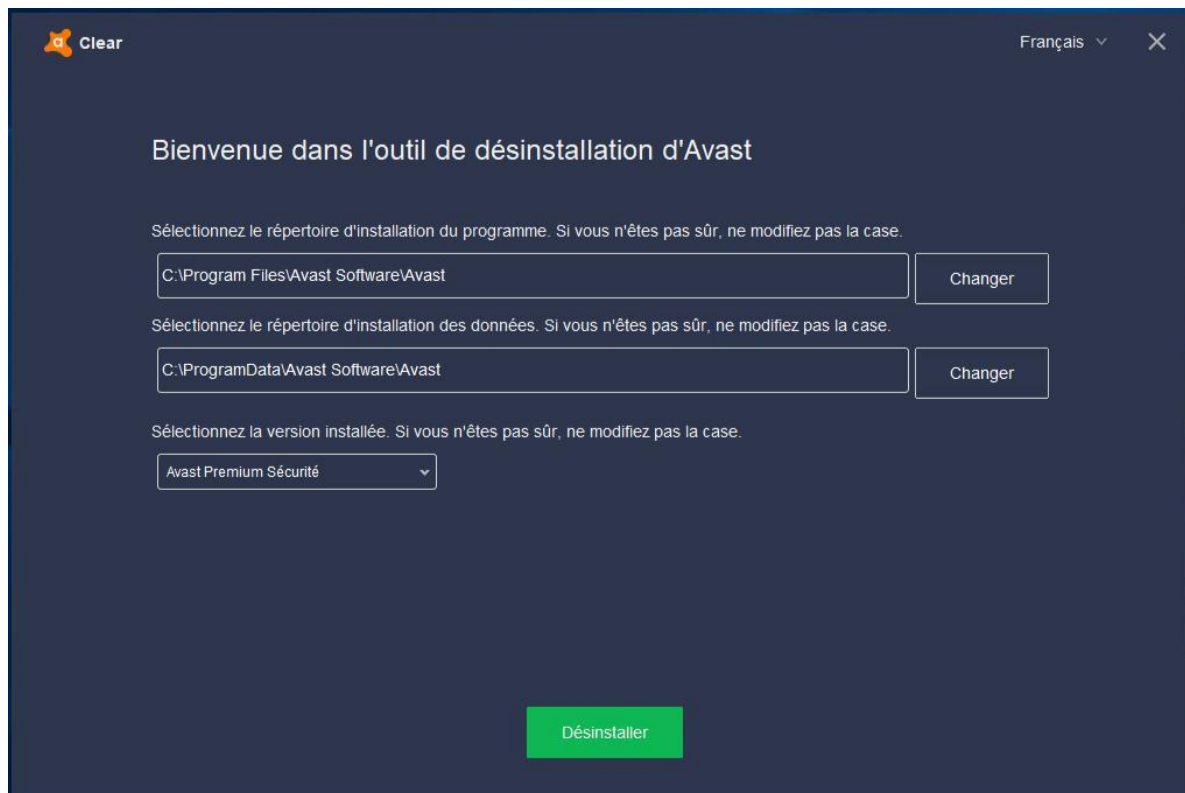 Clear
Français
Bienvenue dans l'outil de désinstallation d'Avast
Sélectionnez le répertoire d'installation du programme. Si vous n'êtes pas sûr, ne modifiez pas la case.
C:\Program Files\Avast Software\Avast
Changer
Sélectionnez le répertoire d'installation des données. Si vous n'êtes pas sûr, ne modifiez pas la case.
C:\ProgramData\Avast Software\Avast
Changer
Sélectionnez la version installée. Si vous n'êtes pas sûr, ne modifiez pas la case.
Avast Premium Sécurité
Désinstaller